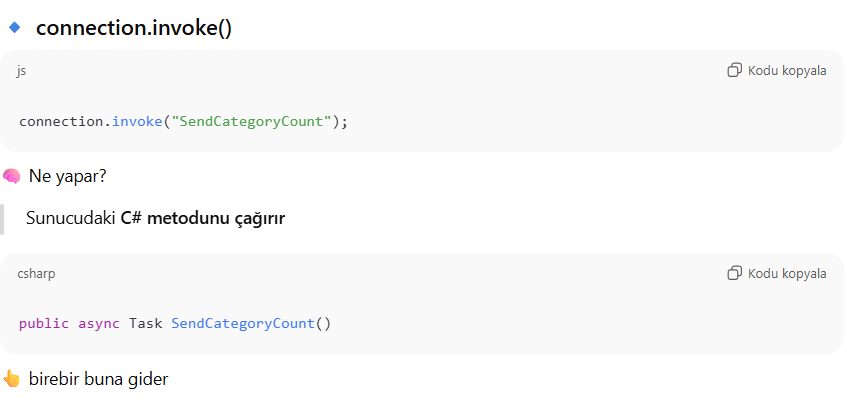 connection.invoke()
js Kodu kopyala
connection.invoke("SendCategoryCount");
Ne yapar?
Sunucudaki C# metodunu çağırır
csharp Kodu kopyala
public async Task SendCategoryCount()
birebir buna gider